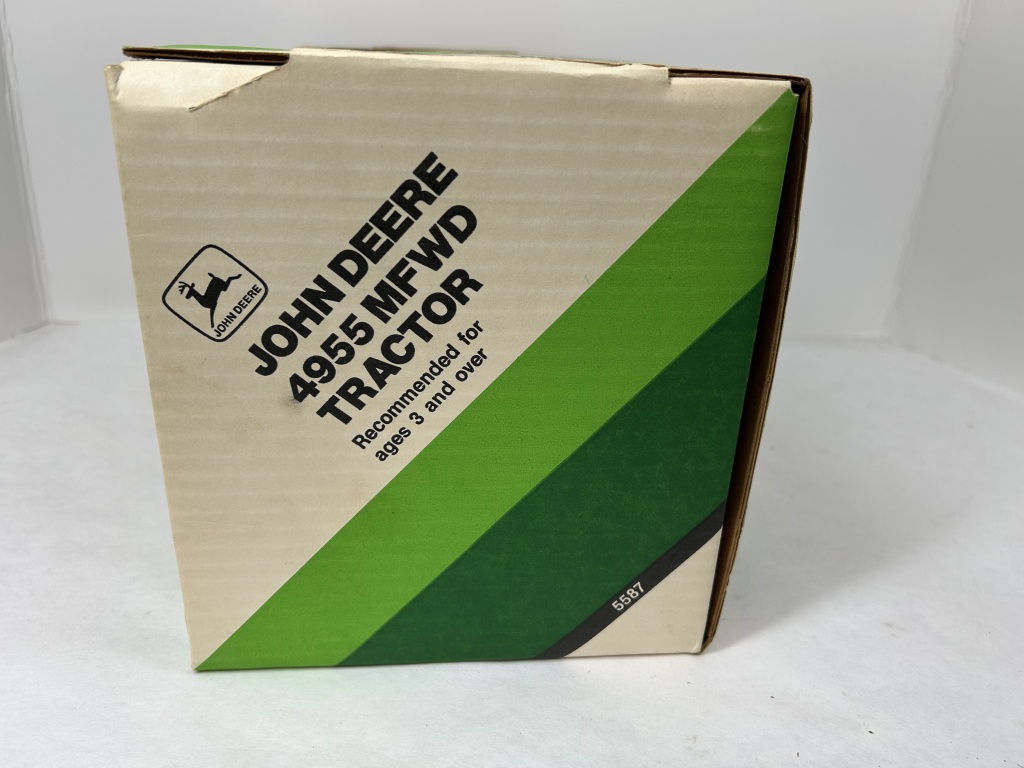 JOHN DEERE
JOHN DEERE
4955 MFWD
TRACTOR
Recommended for
ages 3 and over
5587